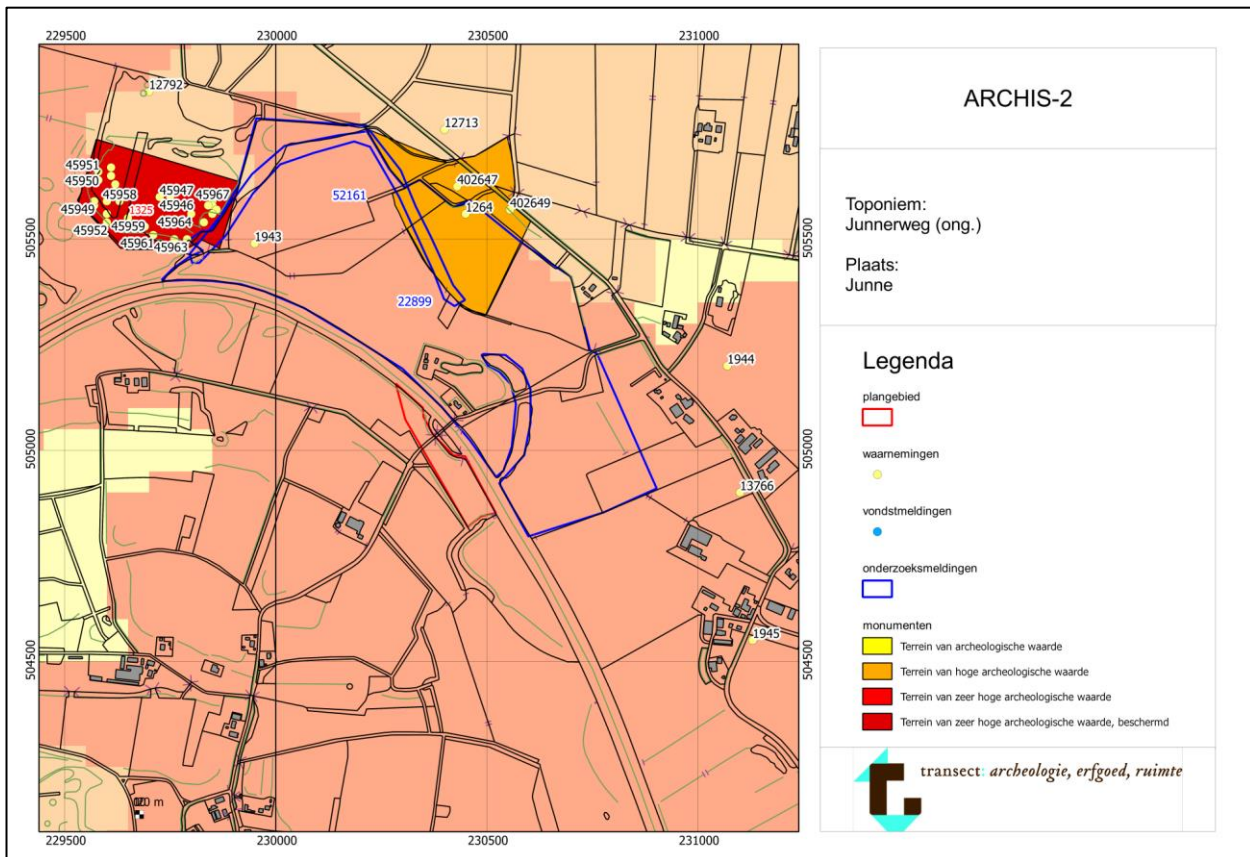 229500 230000 230500 231000
12792
12713
45951
45950
45947
45967
45958
45946
402647
52161
45949
1325
1264
402649
45952
45959
45964
45961
45963
1943
505500
505500
22899
1944
505000
505000
13766
1945
504500
504500
229500 230000 230500 231000
ARCHIS-2
Toponiem:
Junnerweg (ong.)
Plaats:
Junne
Legenda
plangebied
waarnemingen
vondstmeldingen
onderzoeksmeldingen
monumenten
Terrein van archeologische waarde
Terrein van hoge archeologische waarde
Terrein van zeer hoge archeologische waarde
Terrein van zeer hoge archeologische waarde, beschermd
transect: archeologie, erfgoed, ruimte